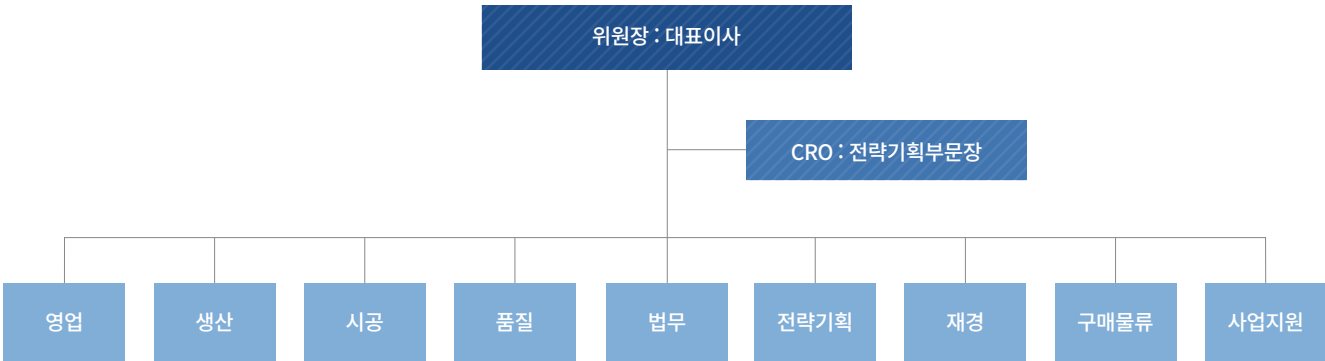 위원장 : 대표이사
CRO : 전략기획부문장
영업
생산
시공
품질
법무
전략기획
재경
구매물류
사업지원